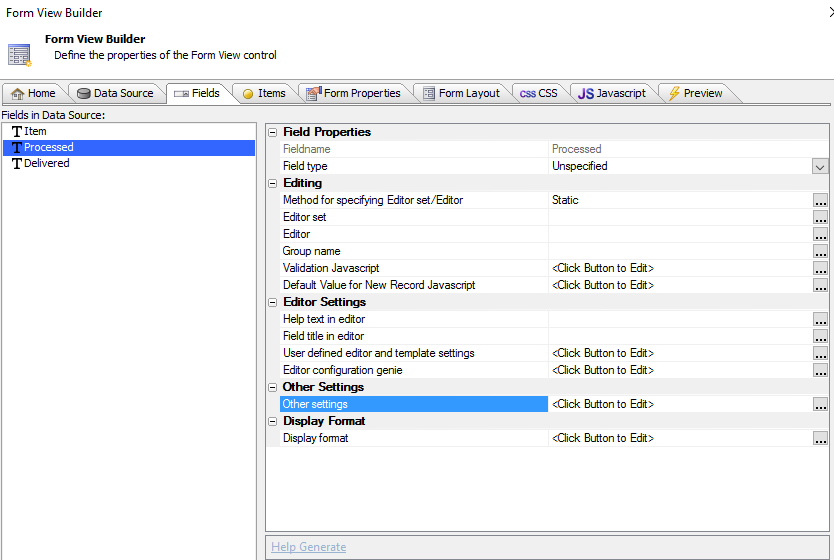 Form View Builder
Form View Builder
Define the properties of the Form View control
Home Data Source Fields Items Form Properties Form Layout CSS CSS JS Javascript Preview
Fields in Data Source:
T Item
T Processed
T Delivered
Field Properties
Fieldname Processed
Field type Unspecified
Editing
Method for specifying Editor set/Editor Static ...
Editor set ...
Editor ...
Group name ...
Validation Javascript <Click Button to Edit> ...
Default Value for New Record Javascript <Click Button to Edit> ...
Editor Settings
Help text in editor ...
Field title in editor ...
User defined editor and template settings <Click Button to Edit> ...
Editor configuration genie <Click Button to Edit> ...
Other Settings
Other settings <Click Button to Edit> ...
Display Format
Display format <Click Button to Edit> ...
Help Generate